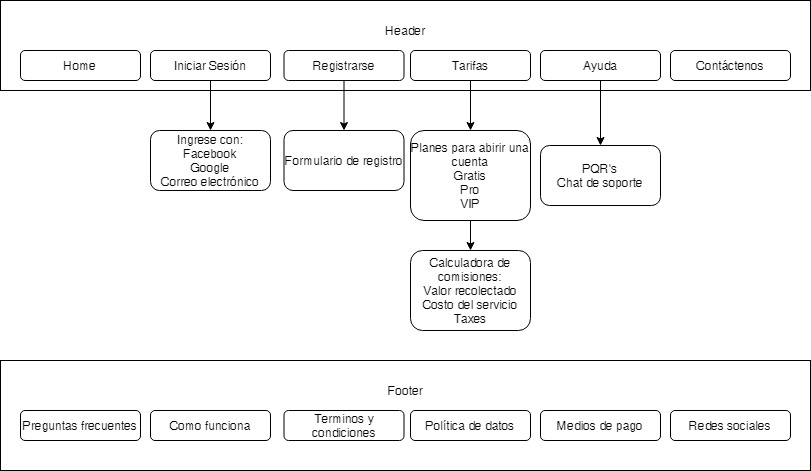 Header
Home
Iniciar Sesión
Registrarse
Tarifas
Ayuda
Contáctenos
Ingrese con:
Facebook
Google
Correo electrónico
Formulario de registro
Planes para abirir una
cuenta
Gratis
Pro
VIP
PQR's
Chat de soporte
Calculadora de
comisiones:
Valor recolectado
Costo del servicio
Taxes
Footer
Preguntas frecuentes
Como funciona
Terminos y
condiciones
Política de datos
Medios de pago
Redes sociales